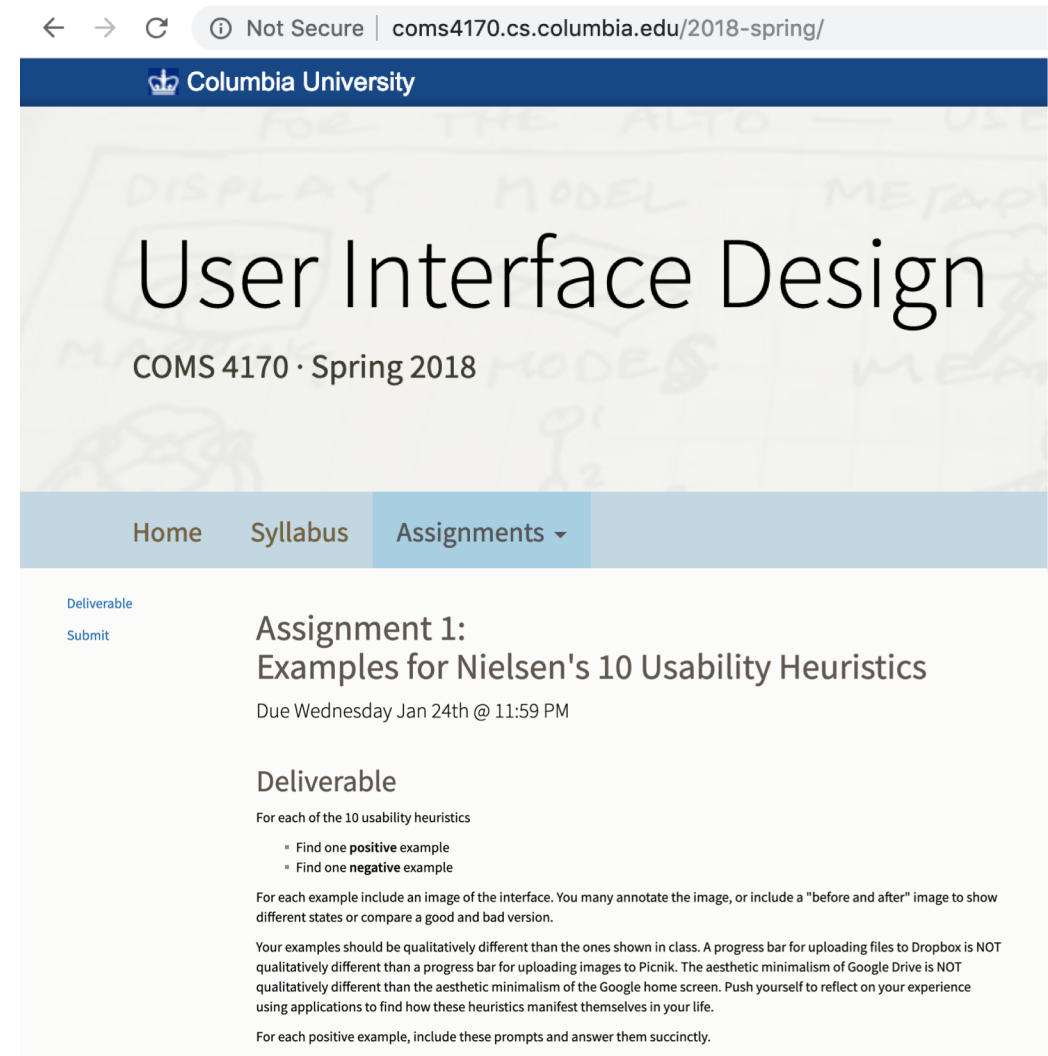 Not Secure | coms4170.cs.columbia.edu/2018-spring/
Columbia University
FOR THE ALTO — USE
DISPLAY MODEL METAP
User Interface Design
COMS 4170 · Spring 2018
MODES
Home Syllabus Assignments
Deliverable
Submit
Assignment 1:
Examples for Nielsen's 10 Usability Heuristics
Due Wednesday Jan 24th @ 11:59 PM
Deliverable
For each of the 10 usability heuristics
▪ Find one positive example
▪ Find one negative example
For each example include an image of the interface. You many annotate the image, or include a "before and after" image to show
different states or compare a good and bad version.
Your examples should be qualitatively different than the ones shown in class. A progress bar for uploading files to Dropbox is NOT
qualitatively different than a progress bar for uploading images to Picnik. The aesthetic minimalism of Google Drive is NOT
qualitatively different than the aesthetic minimalism of the Google home screen. Push yourself to reflect on your experience
using applications to find how these heuristics manifest themselves in your life.
For each positive example, include these prompts and answer them succinctly.